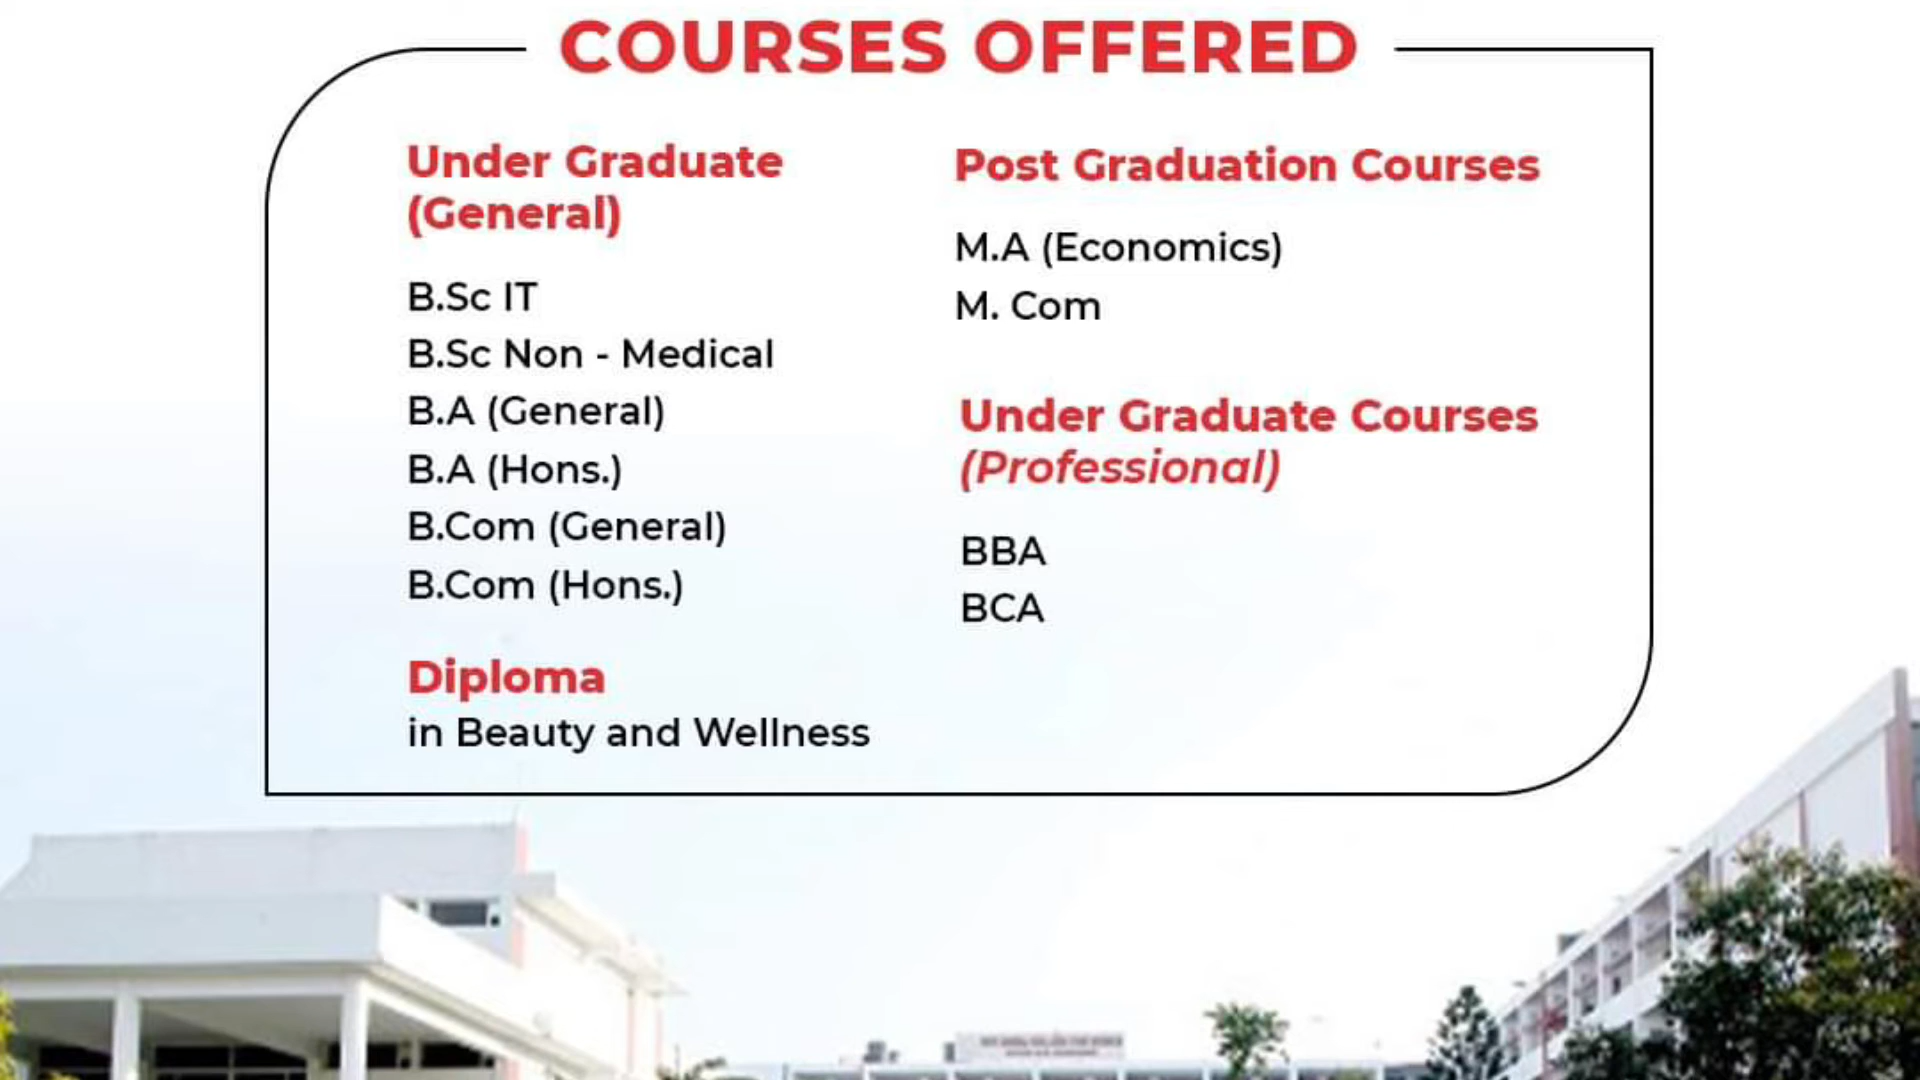 COURSES OFFERED
Under Graduate
(General)
B.Sc IT
B.Sc Non - Medical
B.A (General)
B.A (Hons.)
B.Com (General)
B.Com (Hons.)
Diploma
in Beauty and Wellness
Post Graduation Courses
M.A (Economics)
M. Com
Under Graduate Courses
(Professional)
BBA
BCA